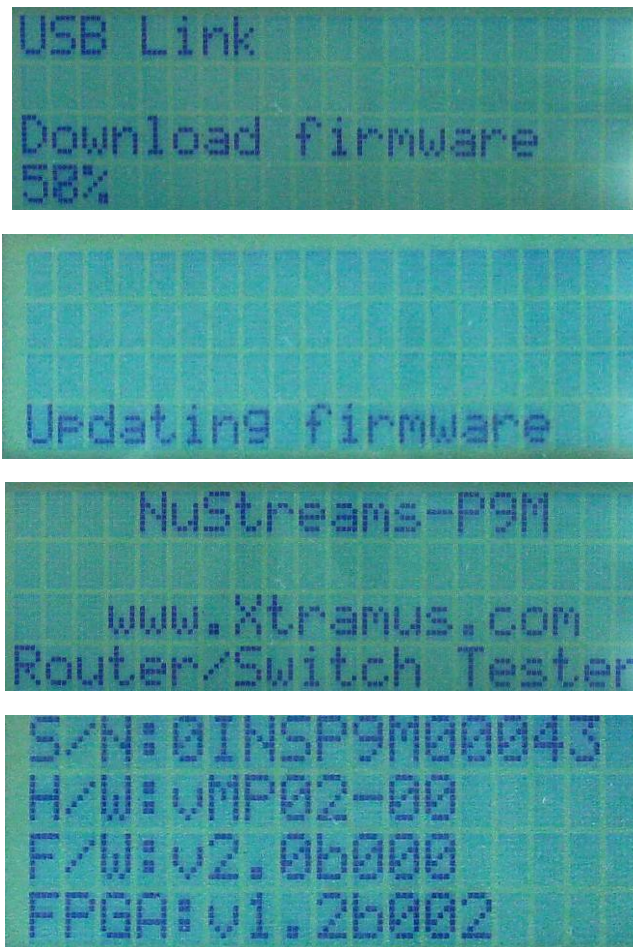 USB Link
Download firmware
50%
Updating firmware
NuStreams-P9M
www.Xtramus.com
Router/Switch Tester
S/N:0INSP9M00043
H/W:vMP02-00
F/W:v2.0b000
FPGA:v1.2b002